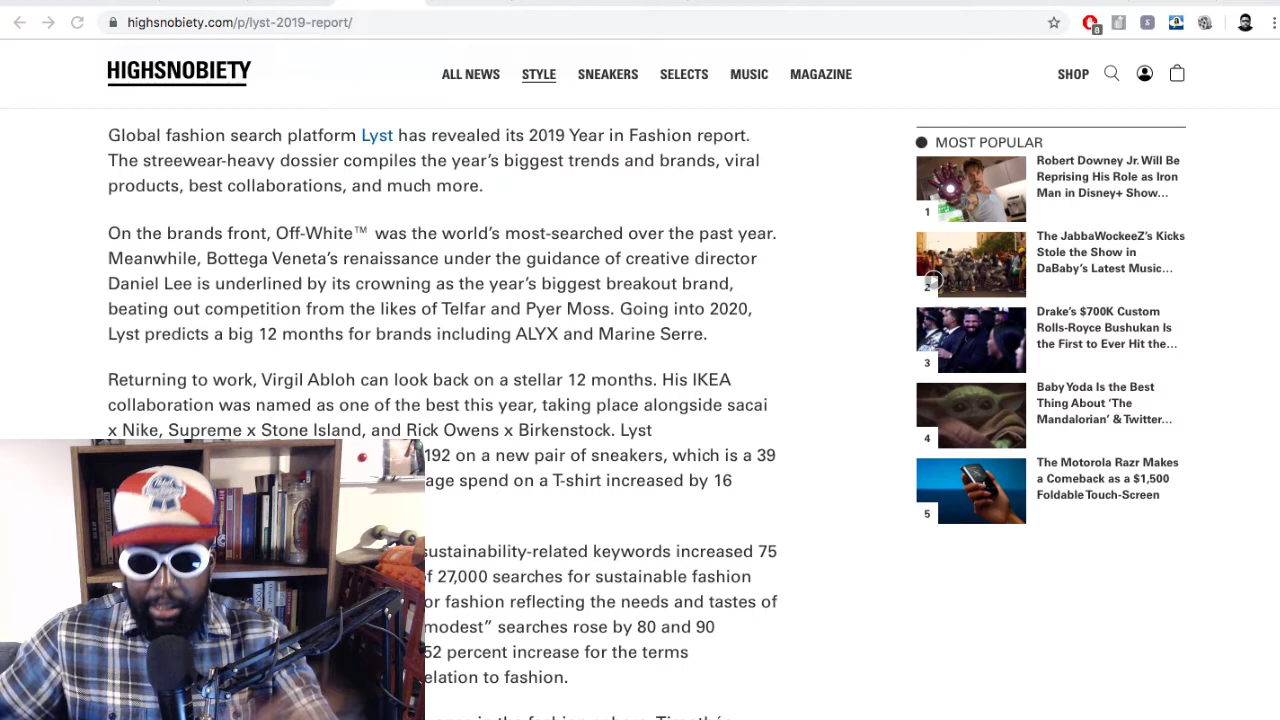 highsnobiety.com/p/lyst-2019-report/
8
HIGHSNOBIETY
ALL NEWS
STYLE
SNEAKERS
SELECTS
MUSIC
MAGAZINE
SHOP
Global fashion search platform Lyst has revealed its 2019 Year in Fashion report.
The streewear-heavy dossier compiles the year's biggest trends and brands, viral
products, best collaborations, and much more.
On the brands front, Off-White™ was the world's most-searched over the past year.
Meanwhile, Bottega Veneta's renaissance under the guidance of creative director
Daniel Lee is underlined by its crowning as the year's biggest breakout brand,
beating out competition from the likes of Telfar and Pyer Moss. Going into 2020,
Lyst predicts a big 12 months for brands including ALYX and Marine Serre.
Returning to work, Virgil Abloh can look back on a stellar 12 months. His IKEA
collaboration was named as one of the best this year, taking place alongside sacai
x Nike, Supreme x Stone Island, and Rick Owens x Birkenstock. Lyst
192 on a new pair of sneakers, which is a 39
age spend on a T-shirt increased by 16
sustainability-related keywords increased 75
of 27,000 searches for sustainable fashion
or fashion reflecting the needs and tastes of
modest" searches rose by 80 and 90
52 percent increase for the terms
elation to fashion.
MOST POPULAR
1
Robert Downey Jr. Will Be
Reprising His Role as Iron
Man in Disney+ Show...
2
The JabbaWockeeZ's Kicks
Stole the Show in
DaBaby's Latest Music...
3
Drake's $700K Custom
Rolls-Royce Bushukan Is
the First to Ever Hit the...
4
Baby Yoda Is the Best
Thing About 'The
Mandalorian' & Twitter...
5
The Motorola Razr Makes
a Comeback as a $1,500
Foldable Touch-Screen